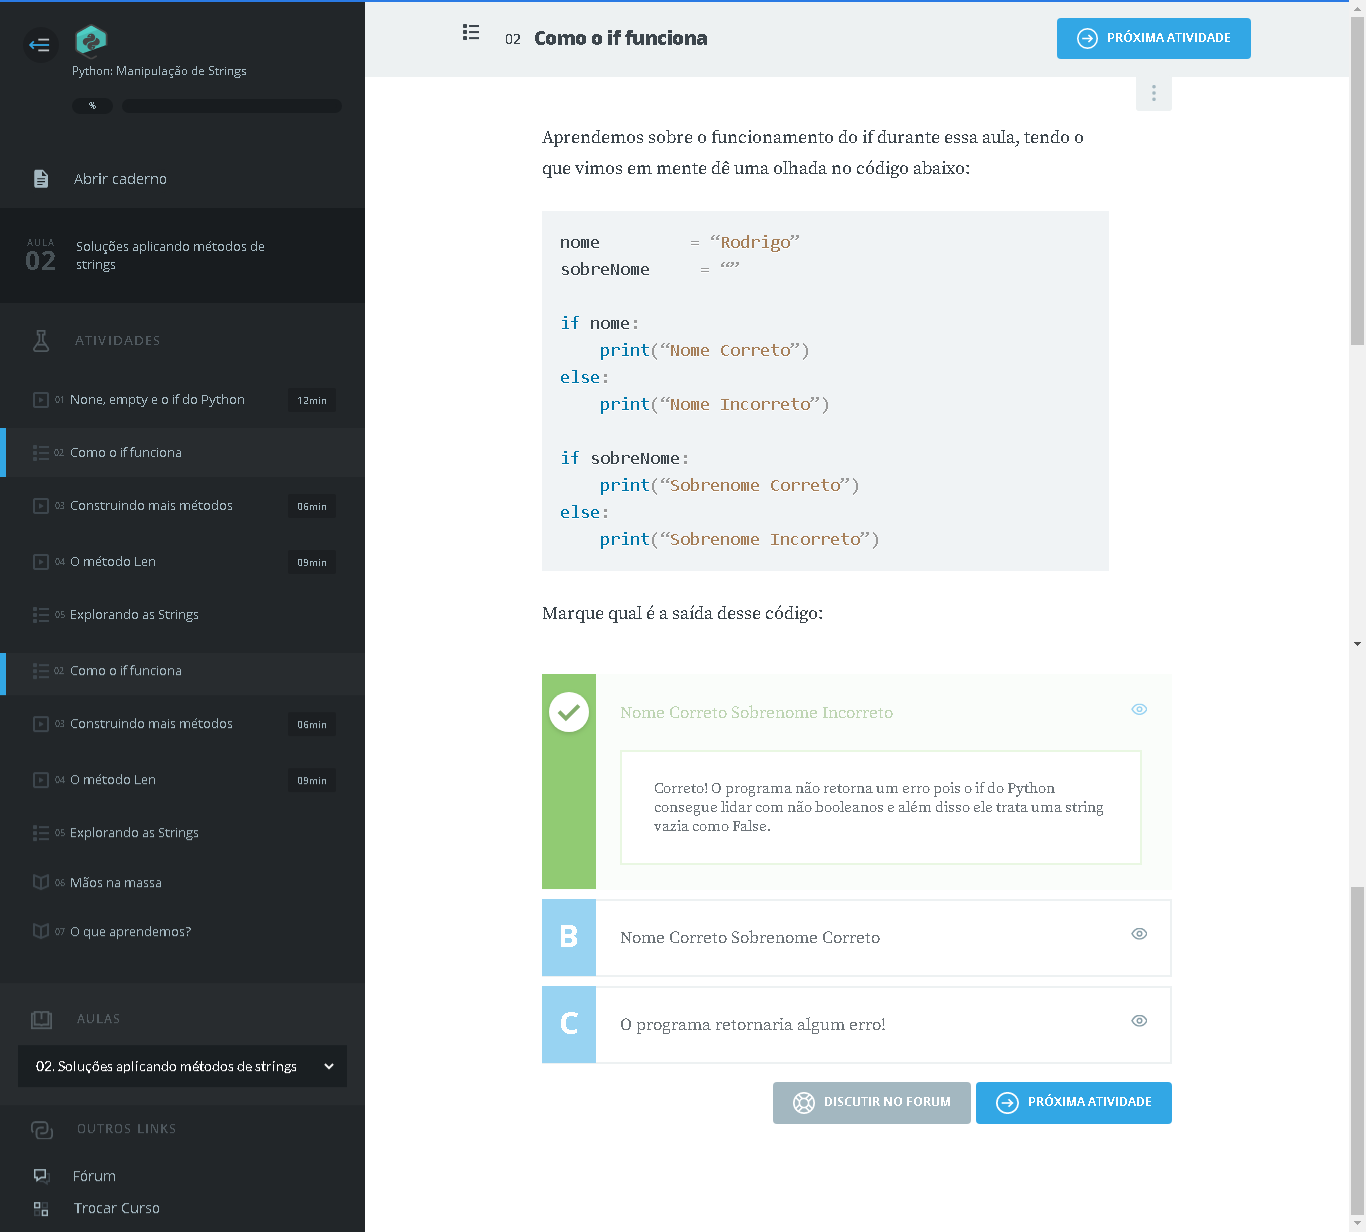 Python: Manipulação de Strings
%
Abrir caderno
AULA
02
Soluções aplicando métodos de
strings
ATIVIDADES
01 None, empty e o if do Python 12min
02 Como o if funciona
03 Construindo mais métodos 06min
04 O método Len 09min
05 Explorando as Strings
02 Como o if funciona
03 Construindo mais métodos 06min
04 O método Len 09min
05 Explorando as Strings
06 Mãos na massa
07 O que aprendemos?
AULAS
02. Soluções aplicando métodos de strings
OUTROS LINKS
Fórum
Trocar Curso
02 Como o if funciona
PRÓXIMA ATIVIDADE
Aprendemos sobre o funcionamento do if durante essa aula, tendo o
que vimos em mente dê uma olhada no código abaixo:
nome         = “Rodrigo”
sobreNome     = “”
if nome:
    print(“Nome Correto”)
else:
    print(“Nome Incorreto”)
if sobreNome:
    print(“Sobrenome Correto”)
else:
    print(“Sobrenome Incorreto”)
Marque qual é a saída desse código:
Nome Correto Sobrenome Incorreto
Correto! O programa não retorna um erro pois o if do Python
consegue lidar com não booleanos e além disso ele trata uma string
vazia como False.
B Nome Correto Sobrenome Correto
C O programa retornaria algum erro!
DISCUTIR NO FORUM
PRÓXIMA ATIVIDADE